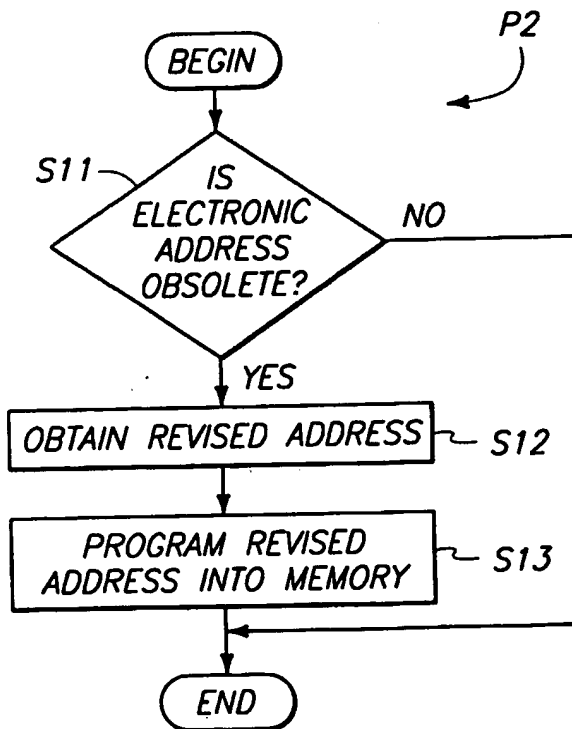 P2
BEGIN
S11
IS
ELECTRONIC
ADDRESS
OBSOLETE?
NO
YES
OBTAIN REVISED ADDRESS
S12
PROGRAM REVISED
ADDRESS INTO MEMORY
S13
END